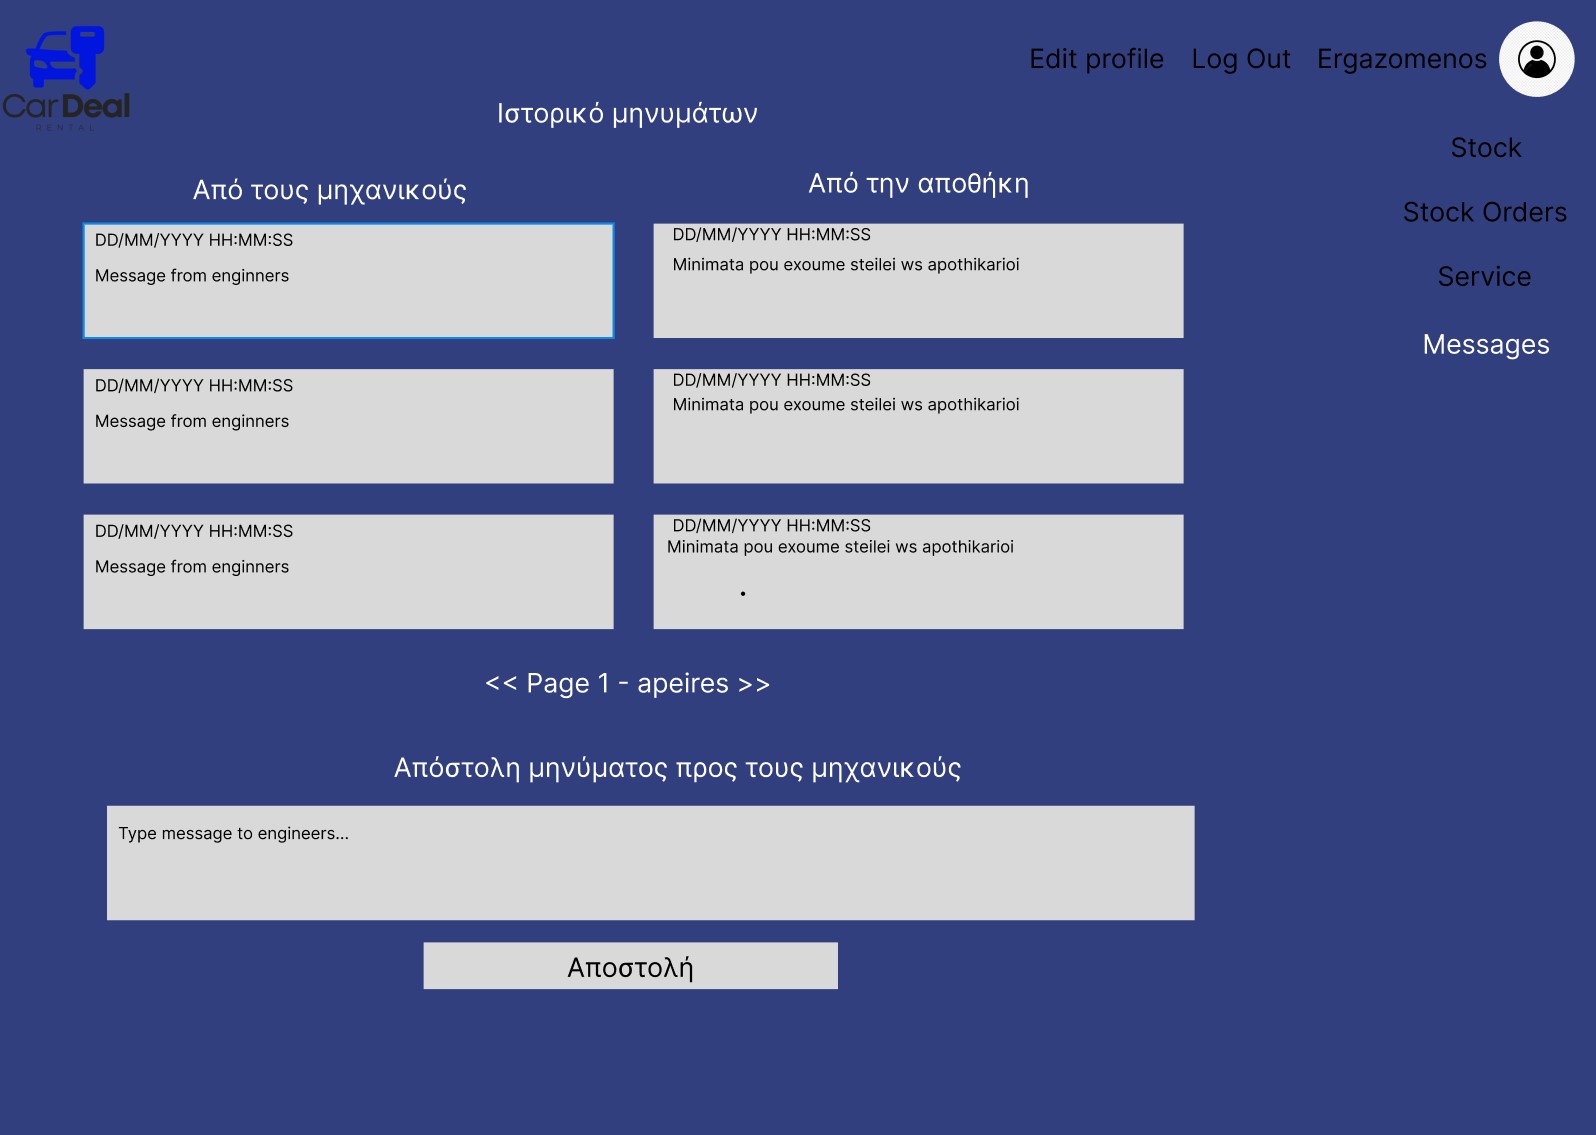 Edit profile Log Out Ergazomenos
CarDeal
RENTAL
Ιστορικό μηνυμάτων
Stock
Stock Orders
Service
Messages
Από τους μηχανικούς
DD/MM/YYYY HH:MM:SS
Message from enginners
DD/MM/YYYY HH:MM:SS
Message from enginners
DD/MM/YYYY HH:MM:SS
Message from enginners
Από την αποθήκη
DD/MM/YYYY HH:MM:SS
Minimata pou exoume steilei ws apothikarioi
DD/MM/YYYY HH:MM:SS
Minimata pou exoume steilei ws apothikarioi
DD/MM/YYYY HH:MM:SS
Minimata pou exoume steilei ws apothikarioi
.
<< Page 1 - apeires >>
Απόστολη μηνύματος προς τους μηχανικούς
Type message to engineers...
Αποστολή